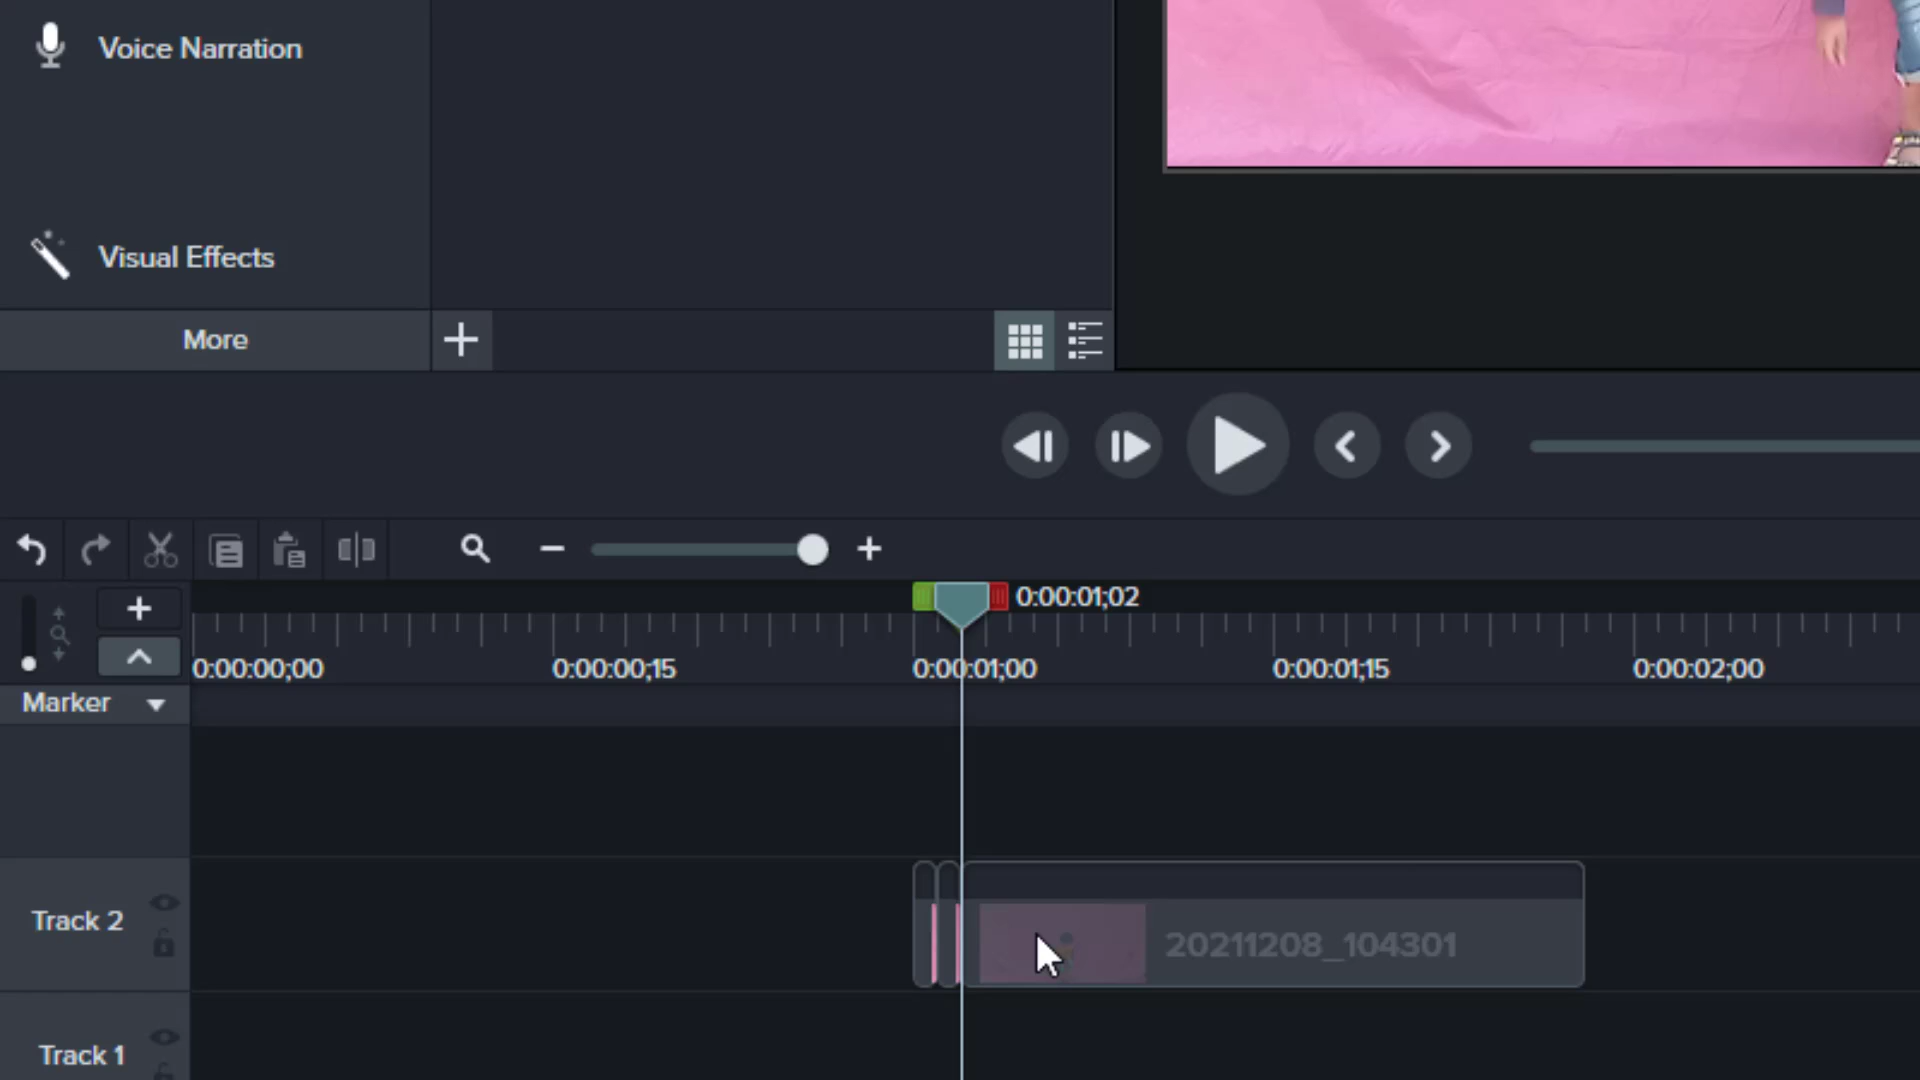 Voice Narration
Visual Effects
More
0:00:01;02
0:00:00;00
0:00:00;15
0:00:01;00
0:00:01;15
0:00:02;00
Marker
Track 2
20211208_104301
Track 1